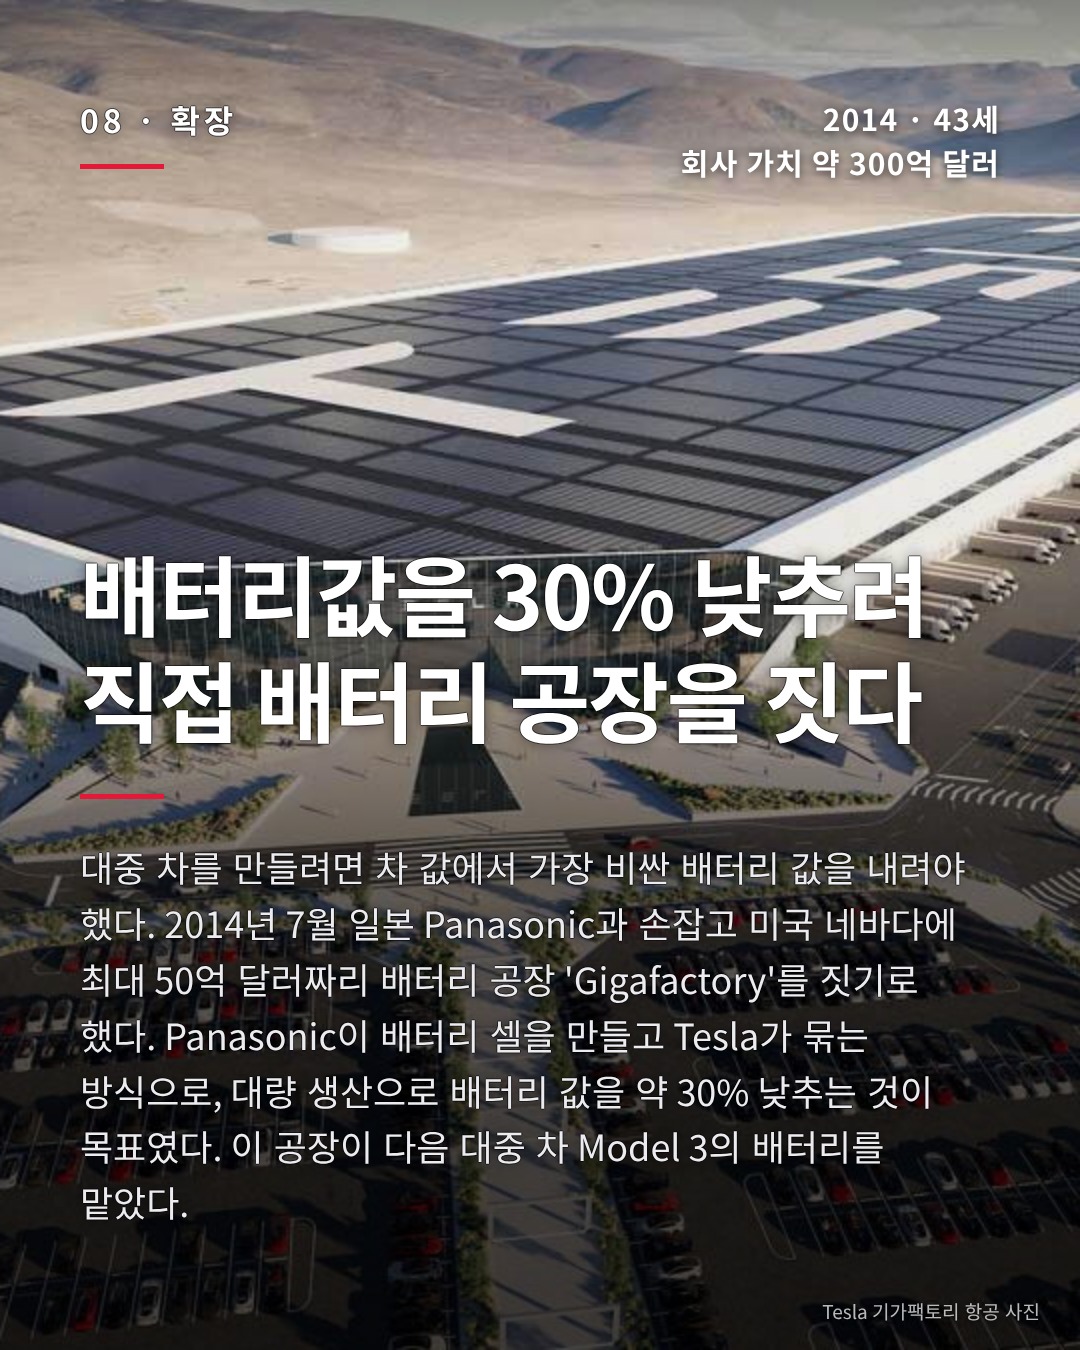 08 · 확장
2014 · 43세
회사 가치 약 300억 달러
배터리값을 30% 낮추려
직접 배터리 공장을 짓다
대중 차를 만들려면 차 값에서 가장 비싼 배터리 값을 내려야
했다. 2014년 7월 일본 Panasonic과 손잡고 미국 네바다에
최대 50억 달러짜리 배터리 공장 'Gigafactory'를 짓기로
했다. Panasonic이 배터리 셀을 만들고 Tesla가 묶는
방식으로, 대량 생산으로 배터리 값을 약 30% 낮추는 것이
목표였다. 이 공장이 다음 대중 차 Model 3의 배터리를
맡았다.
Tesla 기가팩토리 항공 사진